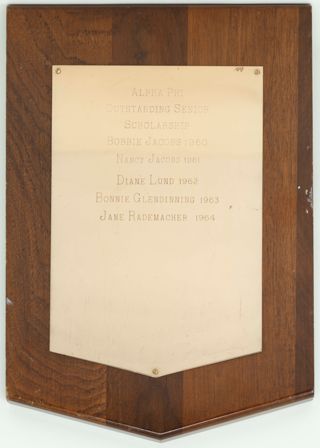 Alpha Phi
Outstanding Senior
Scholarship
Bobbie Jacobs 1960
Nancy Jacobs 1961
Diane Lund 1962
Bonnie Glendinning 1963
Jane Rademacher 1964